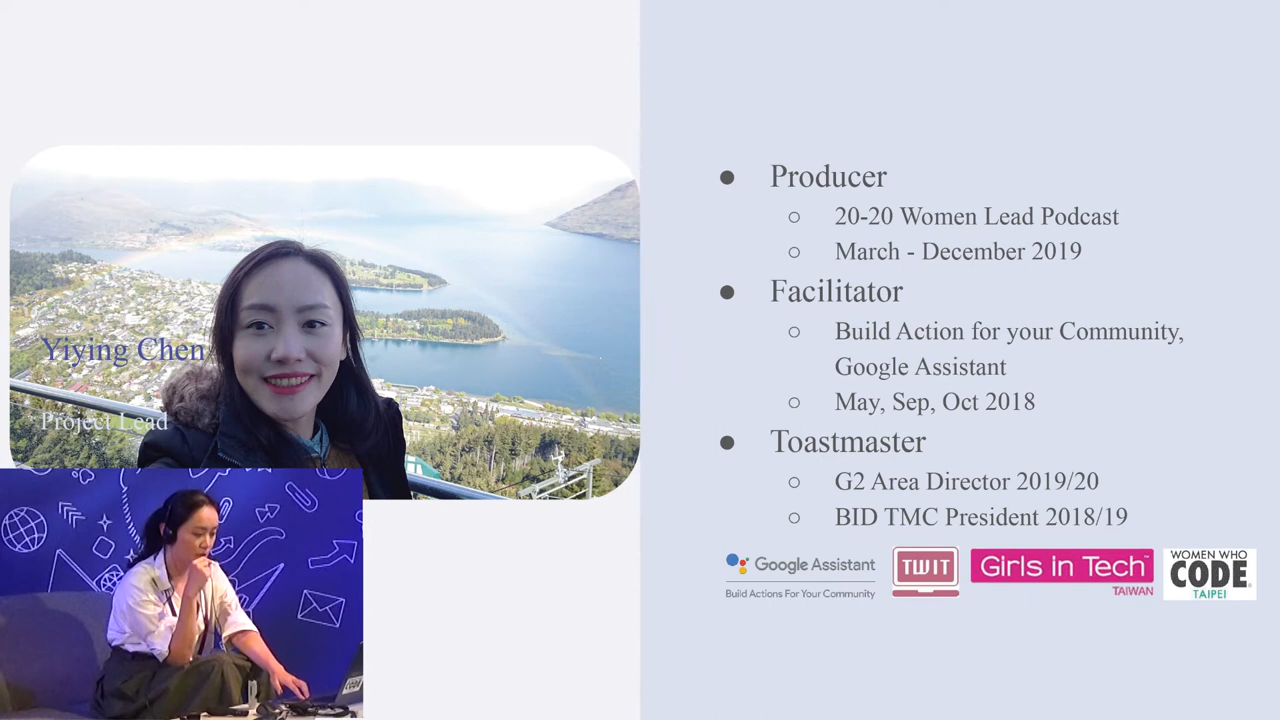 Yiying Chen
Project Lead
Producer
20-20 Women Lead Podcast
March - December 2019
Facilitator
Build Action for your Community,
Google Assistant
May, Sep, Oct 2018
Toastmaster
G2 Area Director 2019/20
BID TMC President 2018/19
Google Assistant
Build Actions For Your Community
TWIT
Girls in Tech™
TAIWAN
WOMEN WHO
CODE®
TAIPEI
CODE